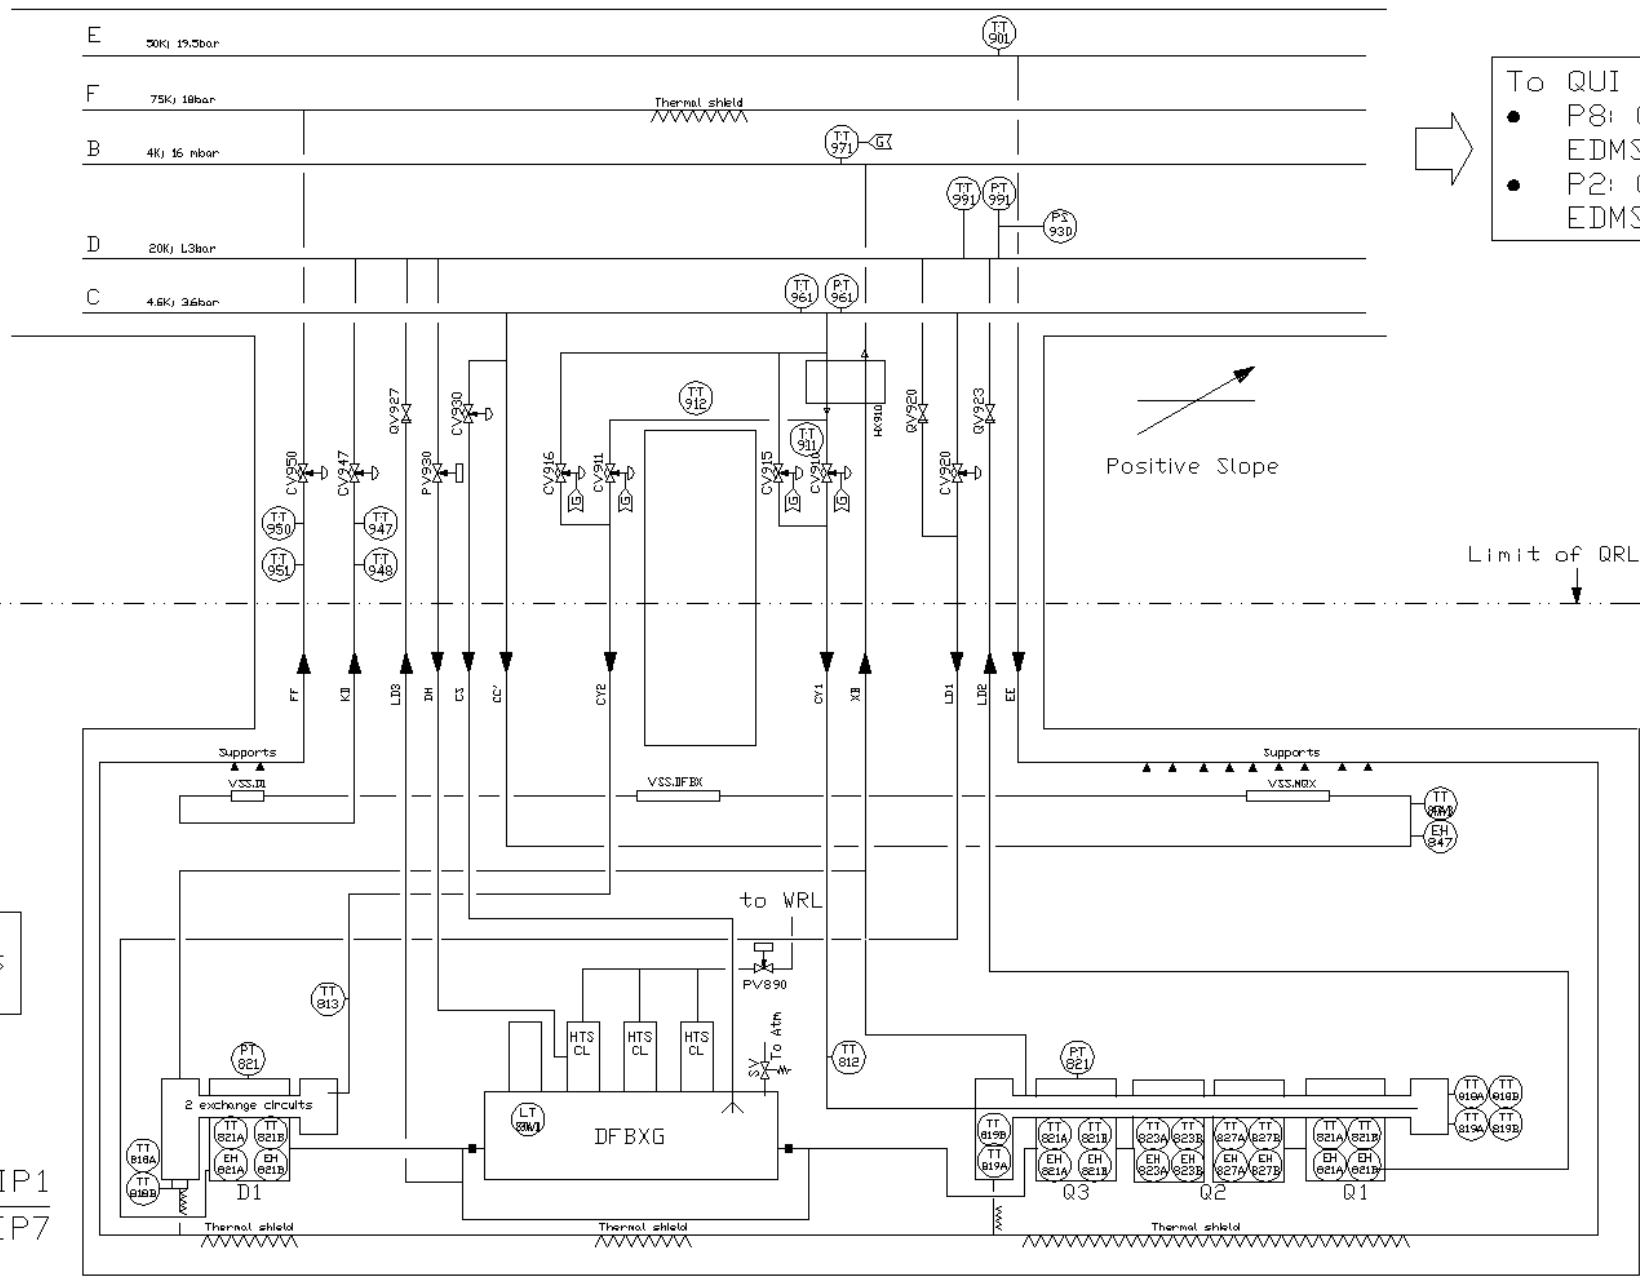 E 50K; 19.5bar
TT 901
F 75K; 18bar
Thermal shield
B 4K; 16 mbar
TT 971
G
TT 991
PT 991
PS 930
D 20K; 1.3bar
C 4.6K; 3.6bar
TT 961
PT 961
To QUI
P8:
EDMS
P2:
EDMS
Positive Slope
Limit of QRL
CV950
CV947
QV927
PV930
CV930
CV916
CV911
TT 912
CV915
TT 911
CV910
HX910
QV920
CV920
QV923
G
G
G
G
TT 950
TT 951
TT 947
TT 948
FF
KD
LD3
DH
CS
CC'
CY2
CY1
XB
LD1
LD2
EE
Supports
VSS.D1
VSS.DFBX
Supports
VSS.NQX
TT
EH 847
to WRL
PV890
TT 813
HTS CL
HTS CL
HTS CL
SV
To Atm
TT 812
PT 821
2 exchange circuits
TT 821A
TT 821B
EH 821A
EH 821B
TT
TT
D1
LT
DFBXG
PT 821
TT 819B
TT 819A
TT 821A
TT 821B
EH 821A
EH 821B
Q3
TT 823A
TT 823B
EH 823A
EH 823B
TT 827A
TT 827B
EH 827A
EH 827B
Q2
TT 821A
TT 821B
EH 821A
EH 821B
Q1
TT
TT
TT 819A
TT 819B
Thermal shield
Thermal shield
Thermal shield
IP1
IP7